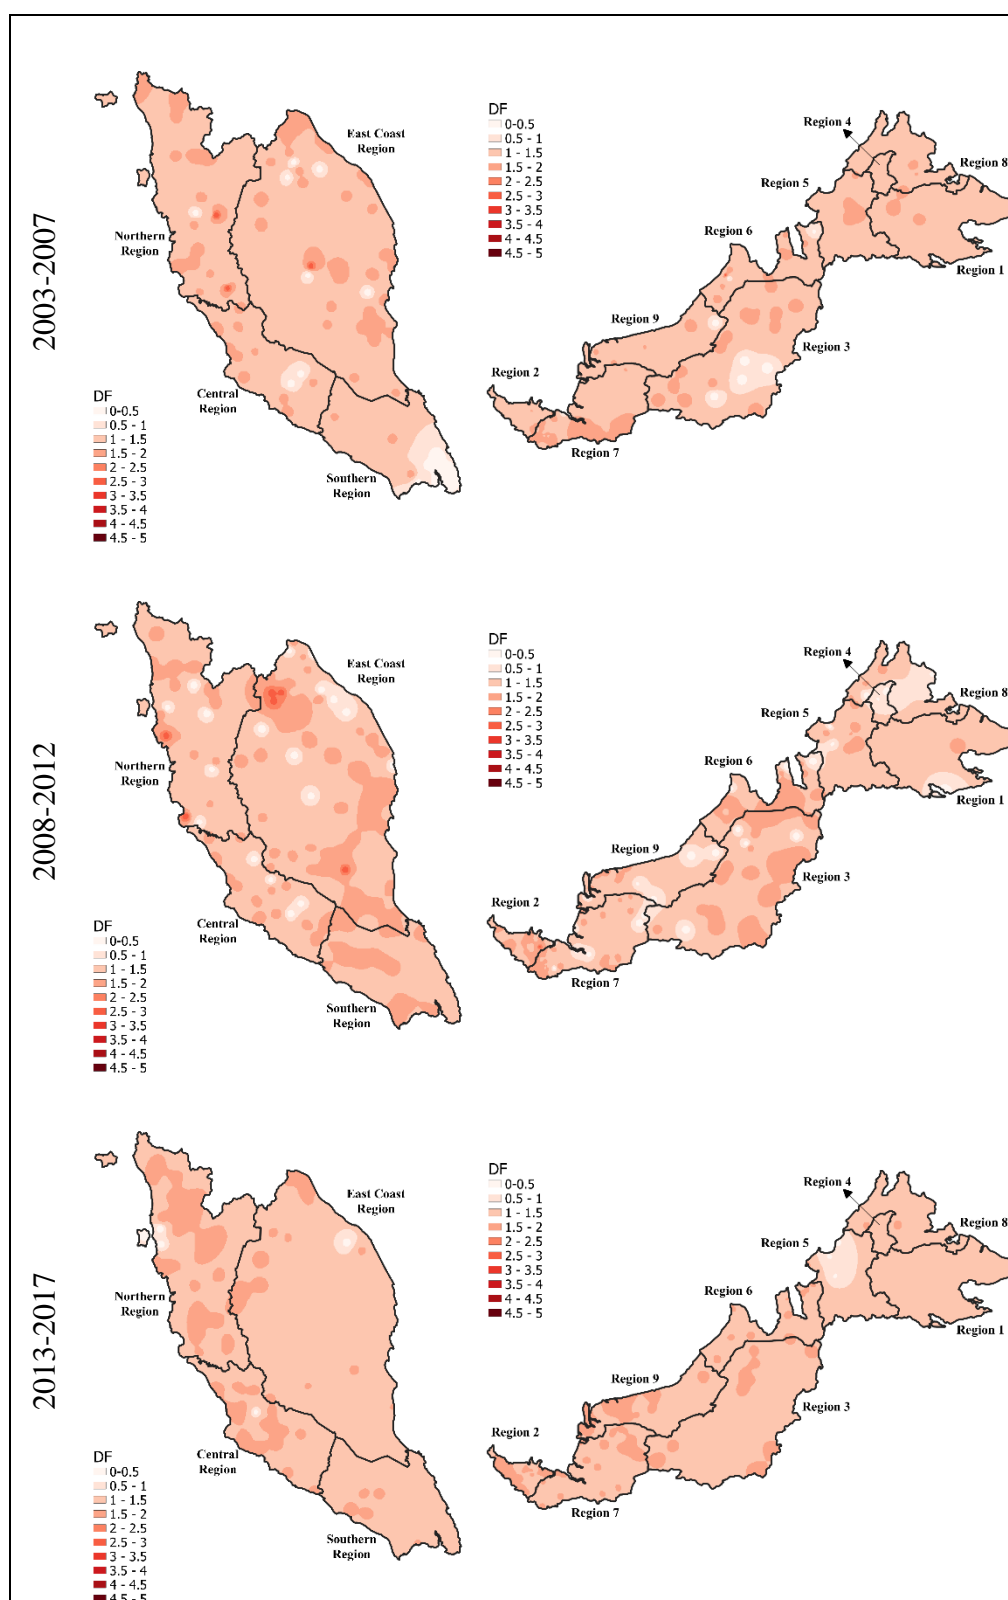 2003-2007
East Coast
Region
Northern
Region
Central
Region
Southern
Region
DF
0-0.5
0.5 - 1
1 - 1.5
1.5 - 2
2 - 2.5
2.5 - 3
3 - 3.5
3.5 - 4
4 - 4.5
4.5 - 5
DF
0-0.5
0.5 - 1
1 - 1.5
1.5 - 2
2 - 2.5
2.5 - 3
3 - 3.5
3.5 - 4
4 - 4.5
4.5 - 5
Region 4
Region 8
Region 5
Region 6
Region 1
Region 9
Region 3
Region 2
Region 7
2008-2012
East Coast
Region
Northern
Region
Central
Region
Southern
Region
DF
0-0.5
0.5 - 1
1 - 1.5
1.5 - 2
2 - 2.5
2.5 - 3
3 - 3.5
3.5 - 4
4 - 4.5
4.5 - 5
DF
0-0.5
0.5 - 1
1 - 1.5
1.5 - 2
2 - 2.5
2.5 - 3
3 - 3.5
3.5 - 4
4 - 4.5
4.5 - 5
Region 4
Region 8
Region 5
Region 6
Region 1
Region 9
Region 3
Region 2
Region 7
2013-2017
East Coast
Region
Northern
Region
Central
Region
Southern
Region
DF
0-0.5
0.5 - 1
1 - 1.5
1.5 - 2
2 - 2.5
2.5 - 3
3 - 3.5
3.5 - 4
4 - 4.5
4.5 - 5
DF
0-0.5
0.5 - 1
1 - 1.5
1.5 - 2
2 - 2.5
2.5 - 3
3 - 3.5
3.5 - 4
4 - 4.5
4.5 - 5
Region 4
Region 8
Region 5
Region 6
Region 1
Region 9
Region 3
Region 2
Region 7